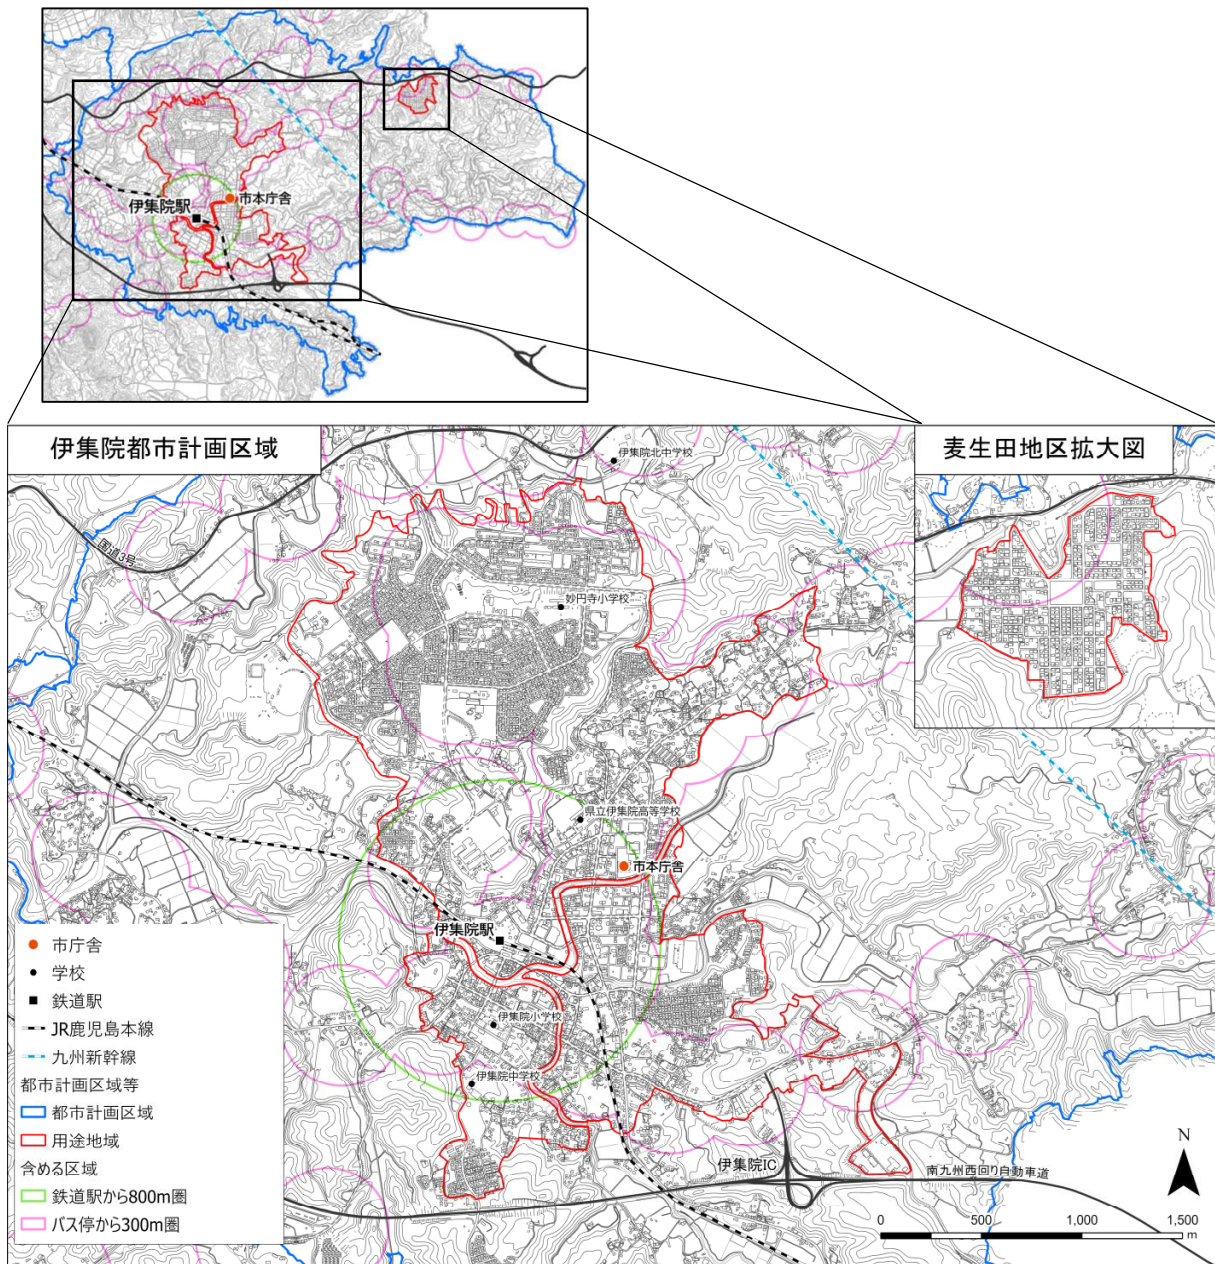 市本庁舎
伊集院駅
伊集院都市計画区域
麦生田地区拡大図
伊集院北中学校
国道3号
妙円寺小学校
県立伊集院高等学校
市本庁舎
伊集院駅
伊集院小学校
伊集院中学校
伊集院IC
南九州西回り自動車道
市庁舎
学校
鉄道駅
JR鹿児島本線
九州新幹線
都市計画区域等
都市計画区域
用途地域
含める区域
鉄道駅から800m圏
バス停から300m圏
N
0 500 1,000 1,500
m